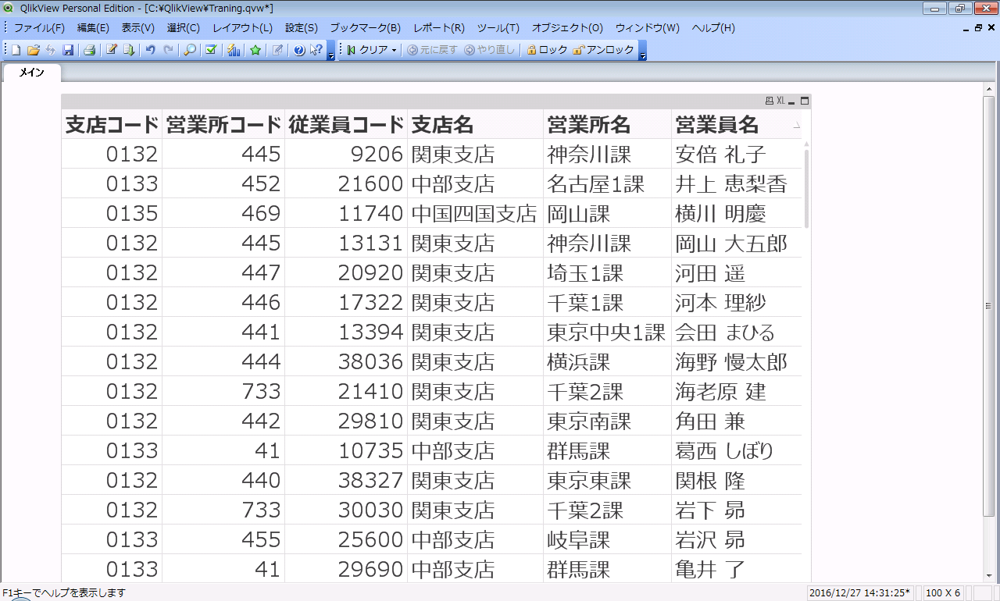 QlikView Personal Edition - [C:¥QlikView¥Traning.qvw*]
ファイル(F) 編集(E) 表示(V) 選択(C) レイアウト(L) 設定(S) ブックマーク(B) レポート(R) ツール(T) オブジェクト(O) ウィンドウ(W) ヘルプ(H)
クリア 元に戻す やり直し ロック アンロック
メイン
XL
支店コード 営業所コード 従業員コード 支店名 営業所名 営業員名
0132 445 9206 関東支店 神奈川課 安倍 礼子
0133 452 21600 中部支店 名古屋1課 井上 恵梨香
0135 469 11740 中国四国支店 岡山課 横川 明慶
0132 445 13131 関東支店 神奈川課 岡山 大五郎
0132 447 20920 関東支店 埼玉1課 河田 遥
0132 446 17322 関東支店 千葉1課 河本 理紗
0132 441 13394 関東支店 東京中央1課 会田 まひる
0132 444 38036 関東支店 横浜課 海野 慢太郎
0132 733 21410 関東支店 千葉2課 海老原 建
0132 442 29810 関東支店 東京南課 角田 兼
0133 41 10735 中部支店 群馬課 葛西 しぼり
0132 440 38327 関東支店 東京東課 関根 隆
0132 733 30030 関東支店 千葉2課 岩下 昴
0133 455 25600 中部支店 岐阜課 岩沢 昴
0133 41 29690 中部支店 群馬課 亀井 了
F1キーでヘルプを表示します 2016/12/27 14:31:25* 100 X 6